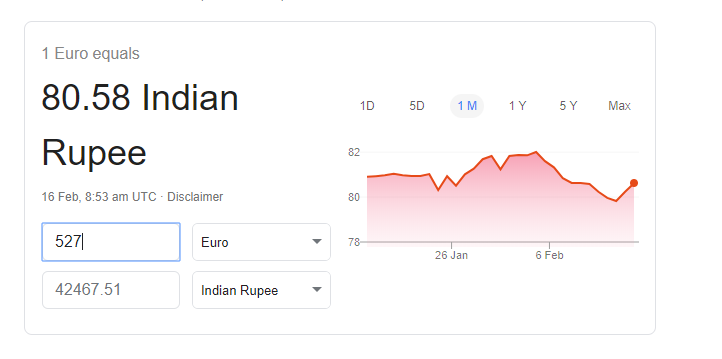 1 Euro equals
80.58 Indian
Rupee
16 Feb, 8:53 am UTC · Disclaimer
527
Euro
42467.51
Indian Rupee
1D 5D 1 M 1 Y 5 Y Max
82
80
78
26 Jan 6 Feb